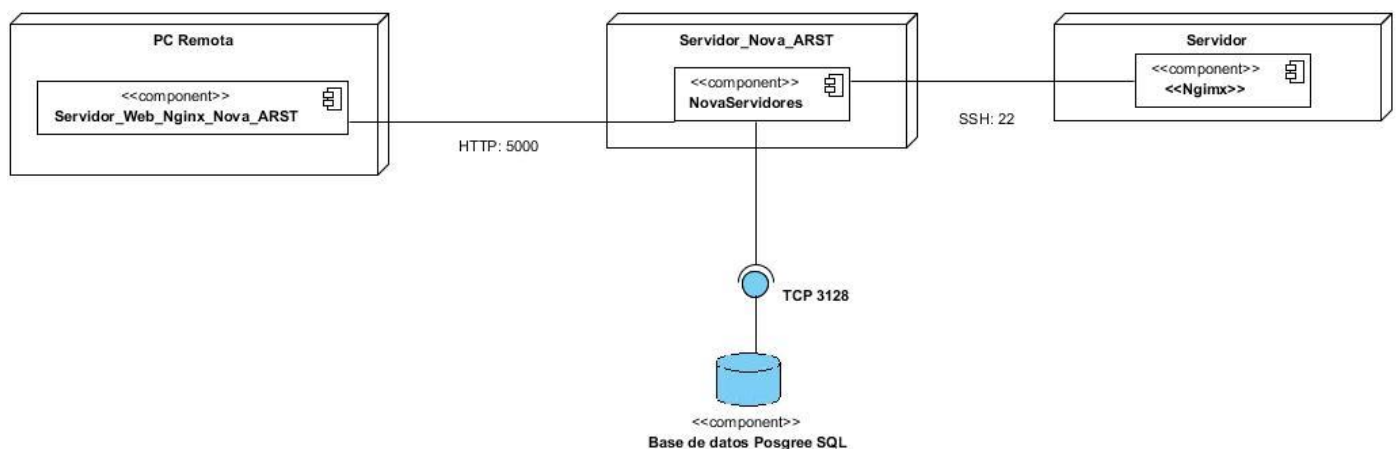 PC Remota
<<component>>
Servidor_Web_Nginx_Nova_ARST
HTTP: 5000
Servidor_Nova_ARST
<<component>>
NovaServidores
SSH: 22
Servidor
<<component>>
<<Ngimx>>
TCP 3128
<<component>>
Base de datos Posgree SQL